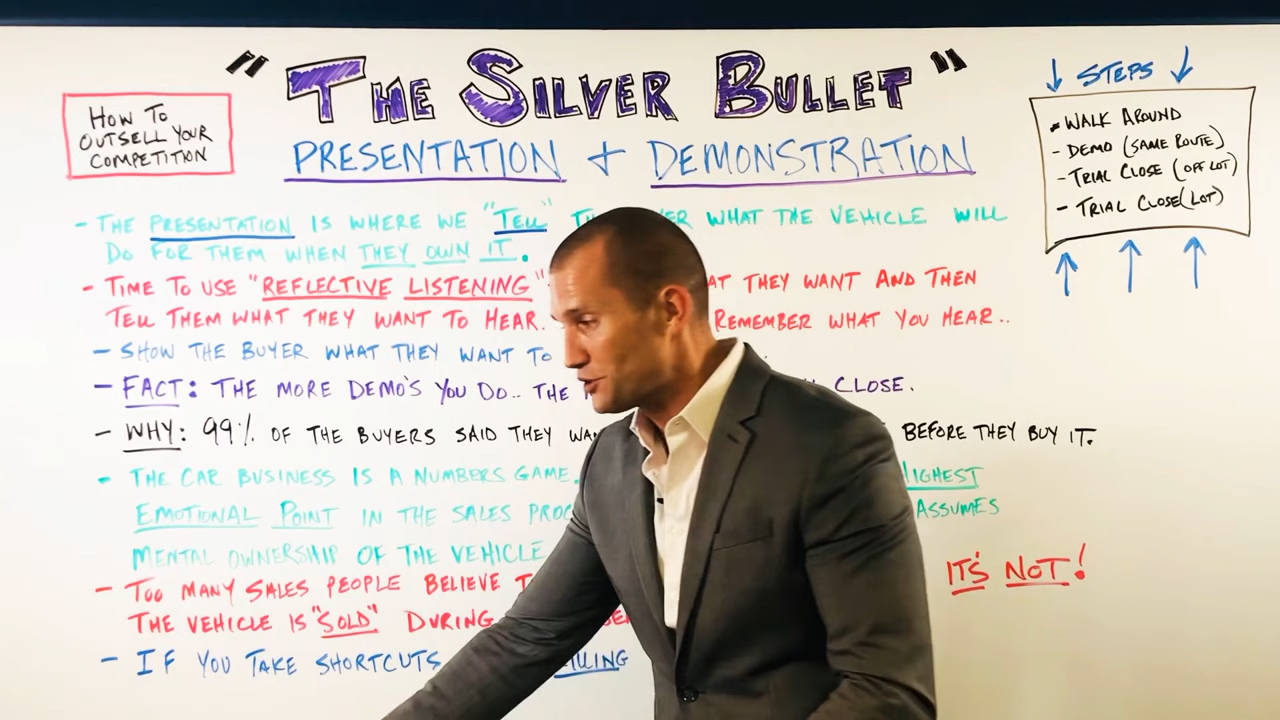 "THE SILVER BULLET"
PRESENTATION + DEMONSTRATION
HOW TO
OUTSELL YOUR
COMPETITION
STEPS
- WALK AROUND
- DEMO (SAME ROUTE)
- TRIAL CLOSE (OFF LOT)
- TRIAL CLOSE (LOT)
- THE PRESENTATION IS WHERE WE "TELL" WHAT THE VEHICLE WILL
DO FOR THEM WHEN THEY OWN IT.
- TIME TO USE "REFLECTIVE LISTENING" THEY WANT AND THEN
TELL THEM WHAT THEY WANT TO HEAR. REMEMBER WHAT YOU HEAR..
- SHOW THE BUYER WHAT THEY WANT TO
- FACT: THE MORE DEMO'S YOU DO.. THE CLOSE.
- WHY: 99% OF THE BUYERS SAID THEY BEFORE THEY BUY IT.
- THE CAR BUSINESS IS A NUMBERS GAME.
EMOTIONAL POINT IN THE SALES ASSUMES
MENTAL OWNERSHIP OF THE VEHICLE
- TOO MANY SALES PEOPLE BELIEVE IT'S NOT!
THE VEHICLE IS "SOLD" DURING
- IF YOU TAKE SHORTCUTS